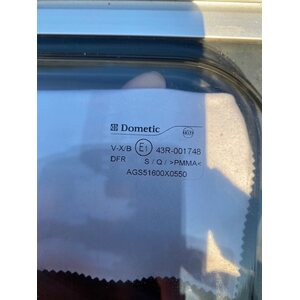 Dometic
V-X/B E1 43R-001748
DFR S / Q / >PMMA<
AGS51600X0550